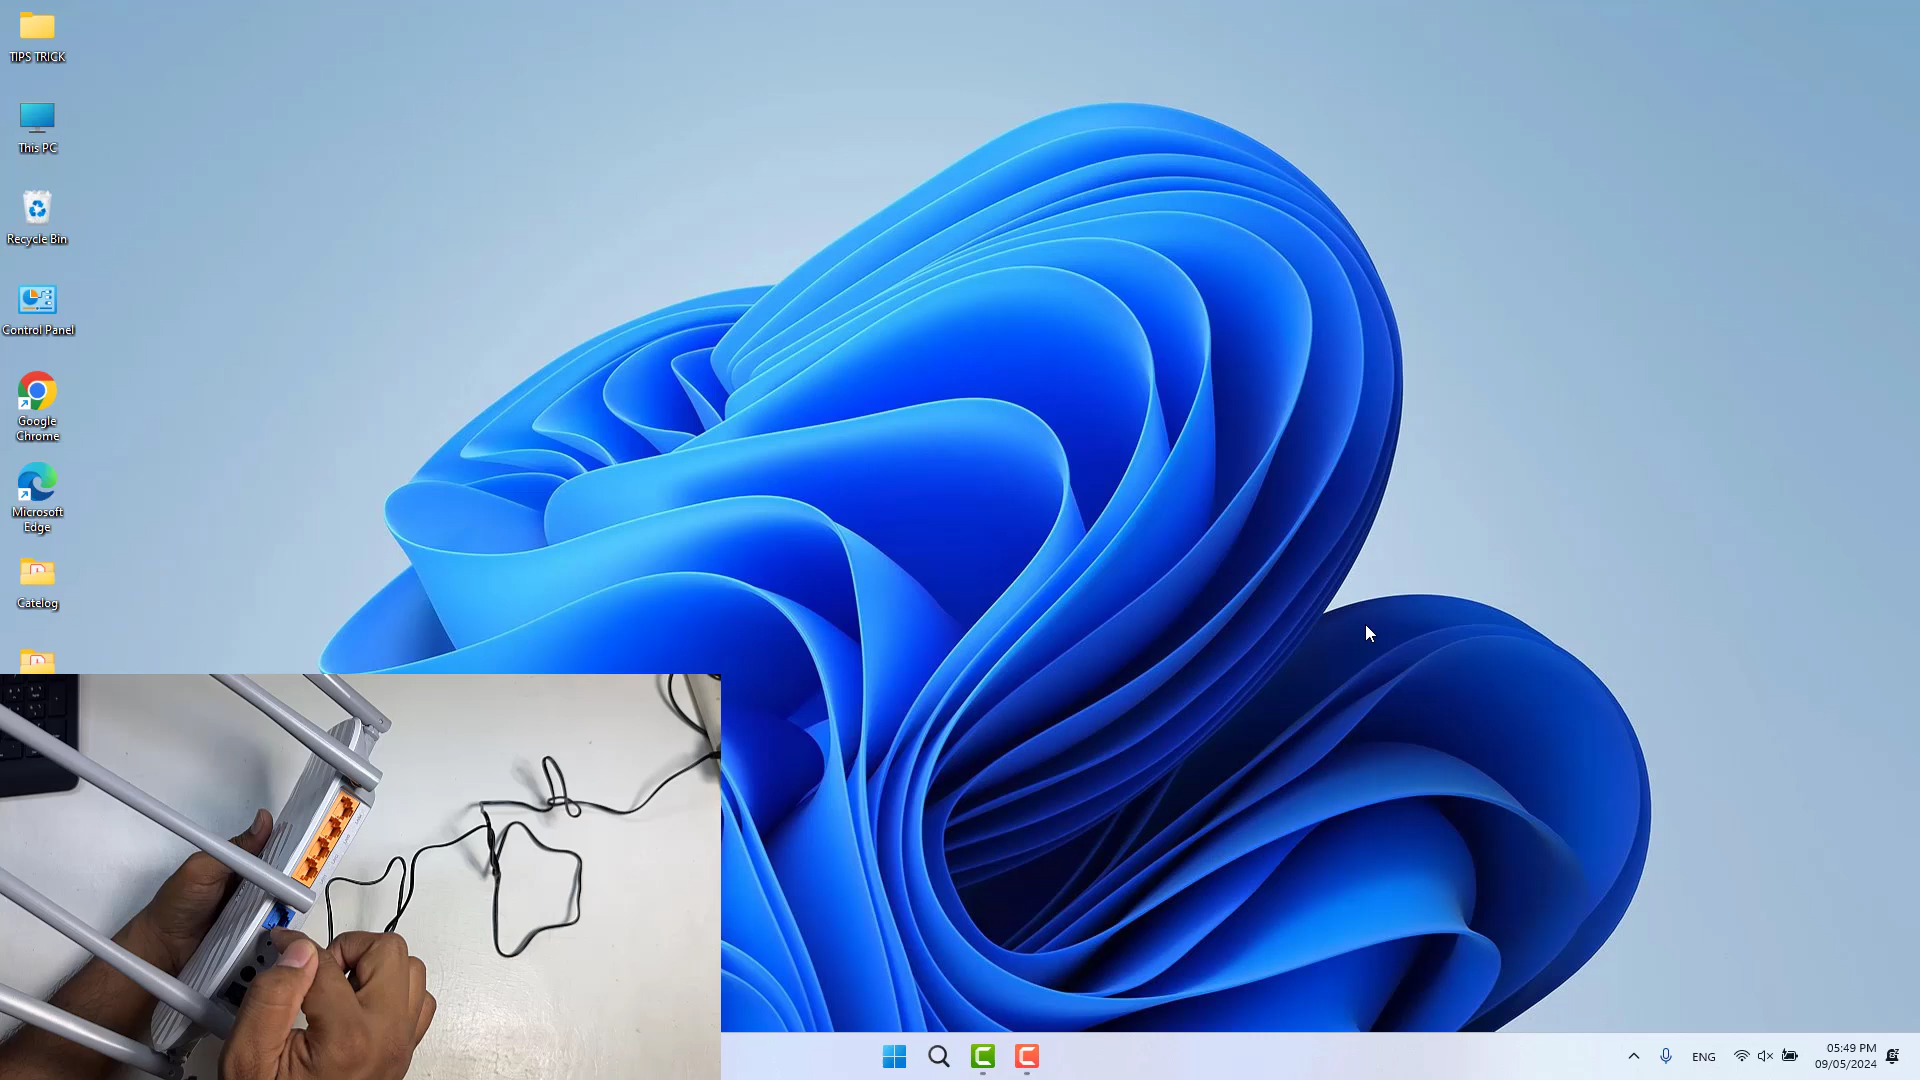 TIPS TRICK
This PC
Recycle Bin
Control Panel
Google
Chrome
Microsoft
Edge
Catelog
ENG
05:49 PM
09/05/2024